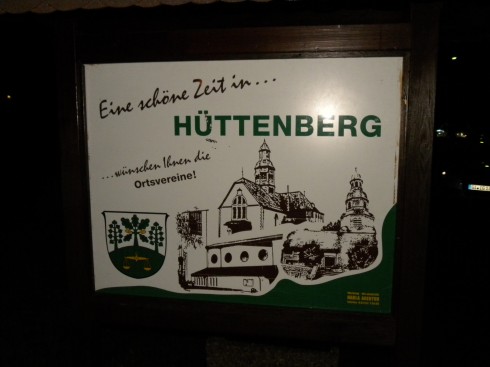 Eine schöne Zeit in...
HÜTTENBERG
...wünschen Ihnen die
Ortsvereine!